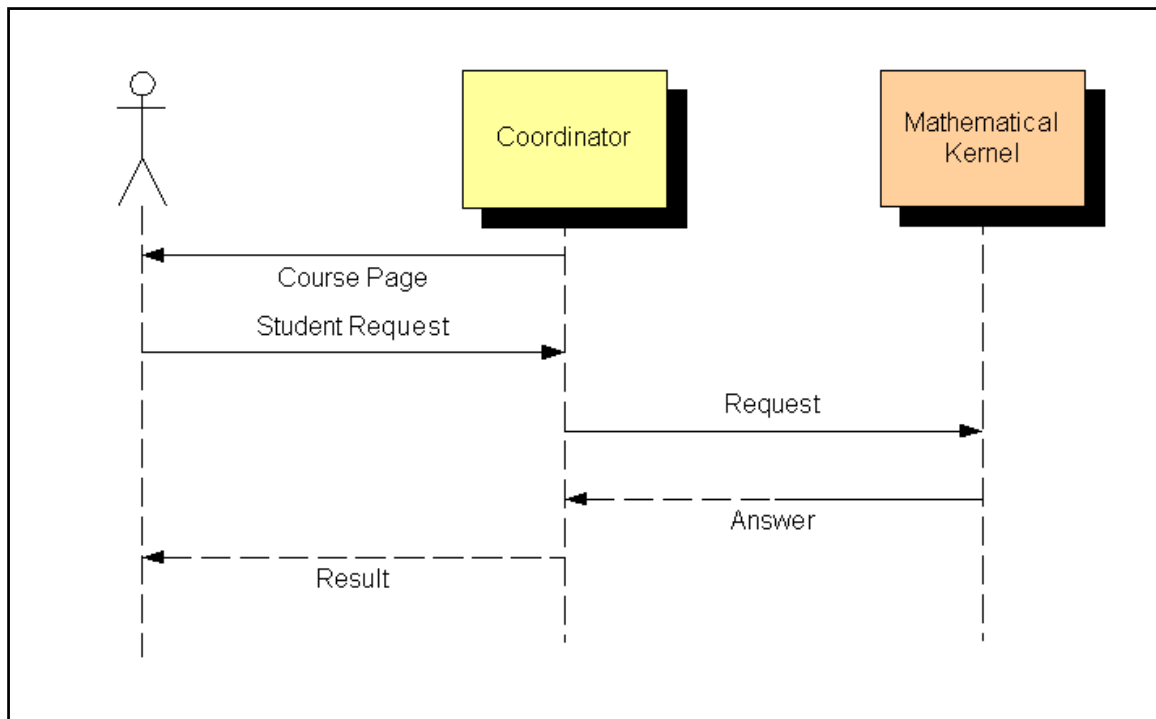 Coordinator
Mathematical
Kernel
Course Page
Student Request
Request
Answer
Result